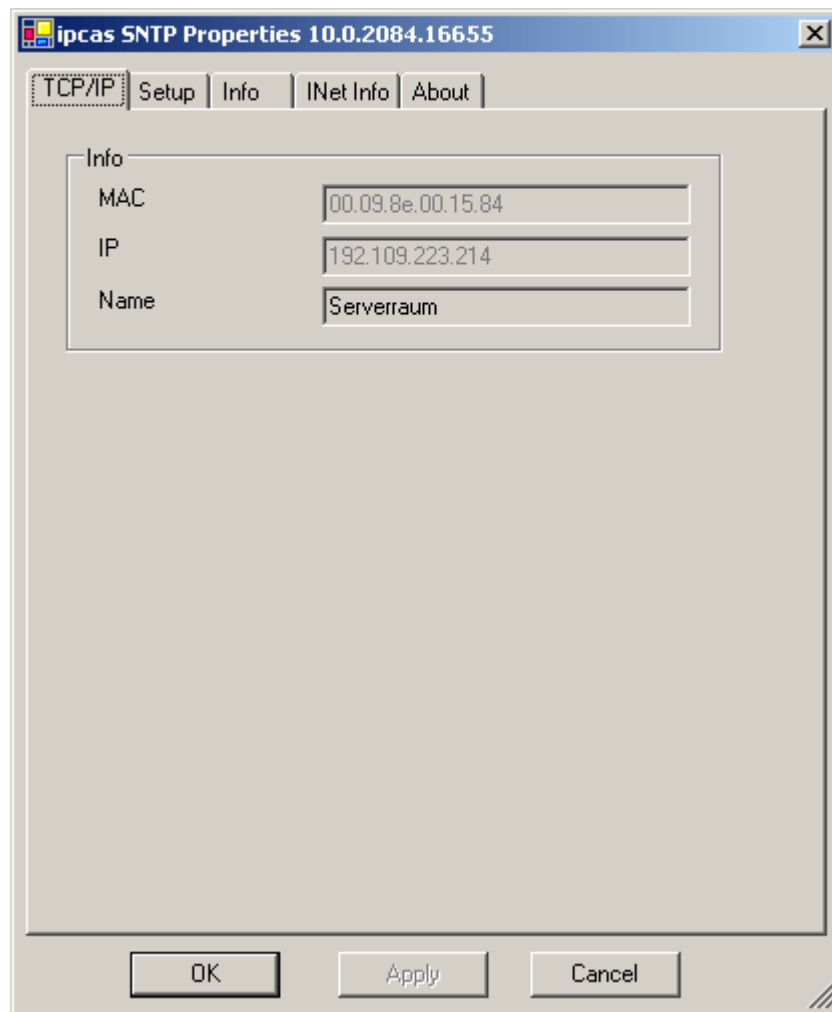 ipcas SNTP Properties 10.0.2084.16655
TCP/IP Setup Info INet Info About
Info
MAC 00.09.8e.00.15.84
IP 192.109.223.214
Name Serverraum
OK Apply Cancel